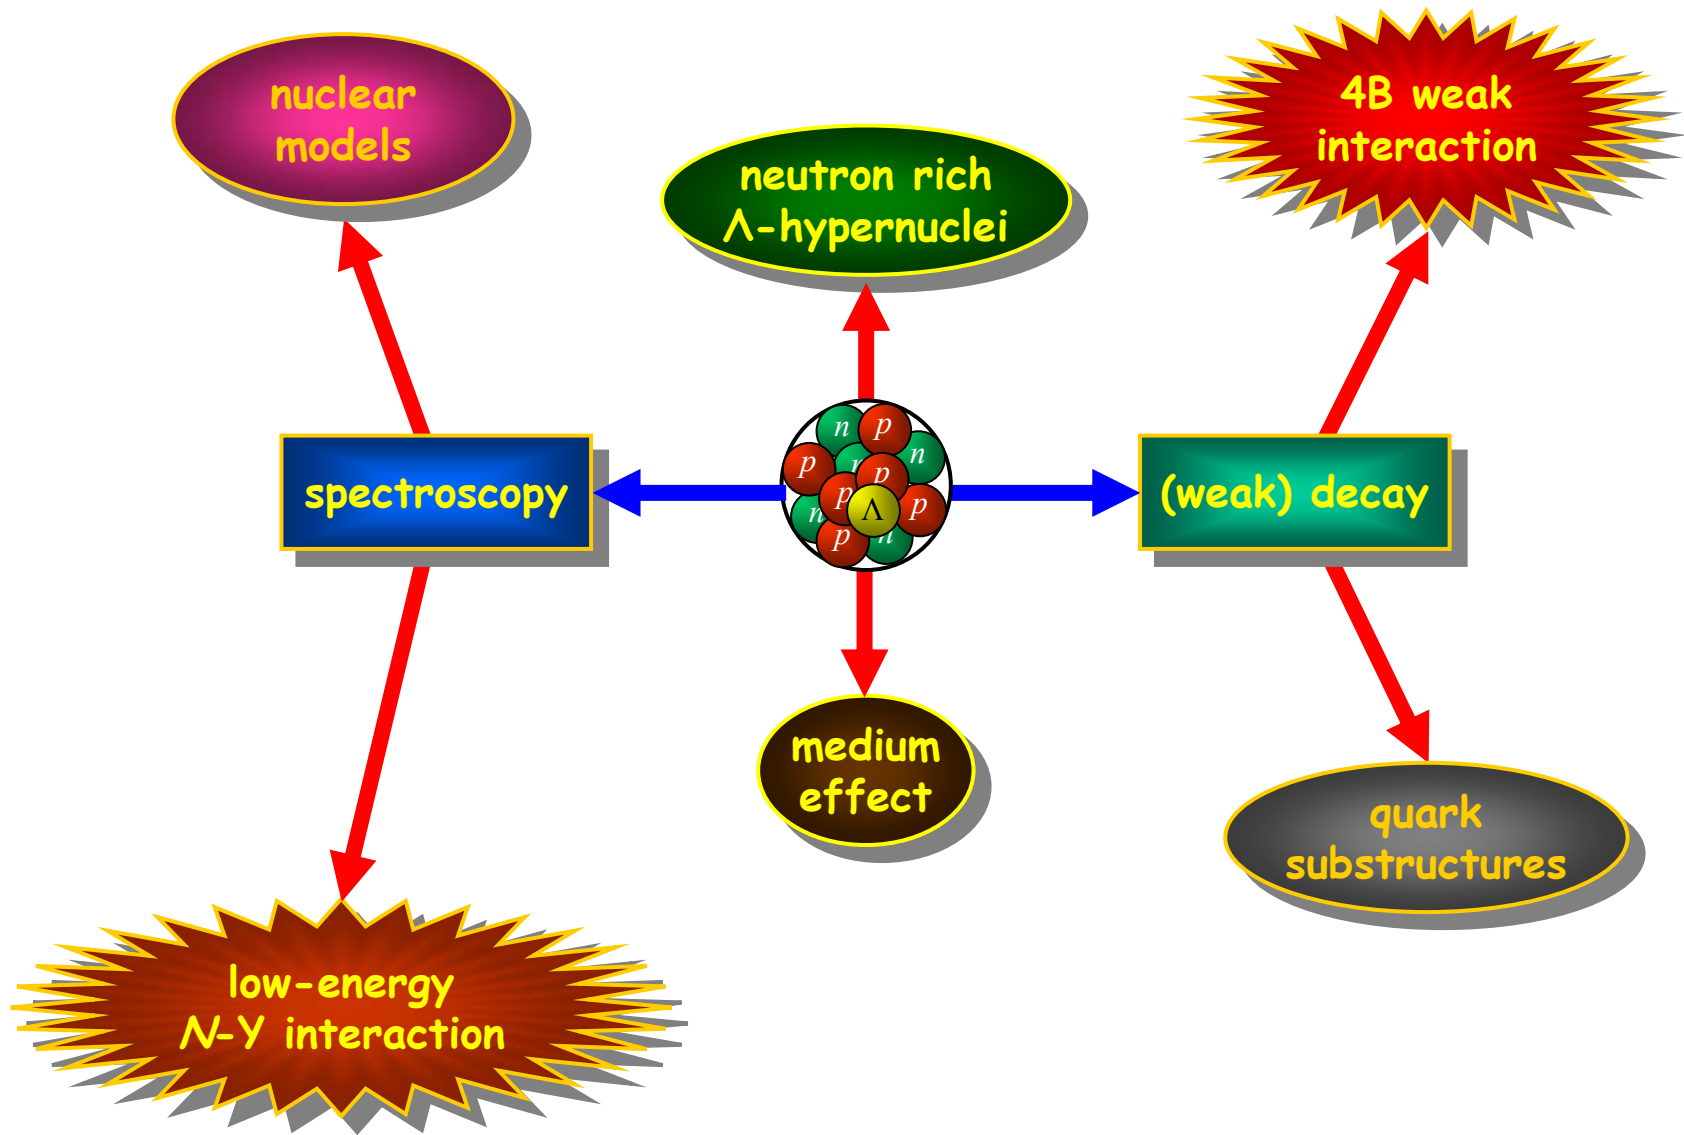 nuclear
models
4B weak
interaction
neutron rich
Λ-hypernuclei
n
p
p
n
n
p
spectroscopy
p
Λ
p
n
p
n
(weak) decay
medium
effect
quark
substructures
low-energy
N-Y interaction